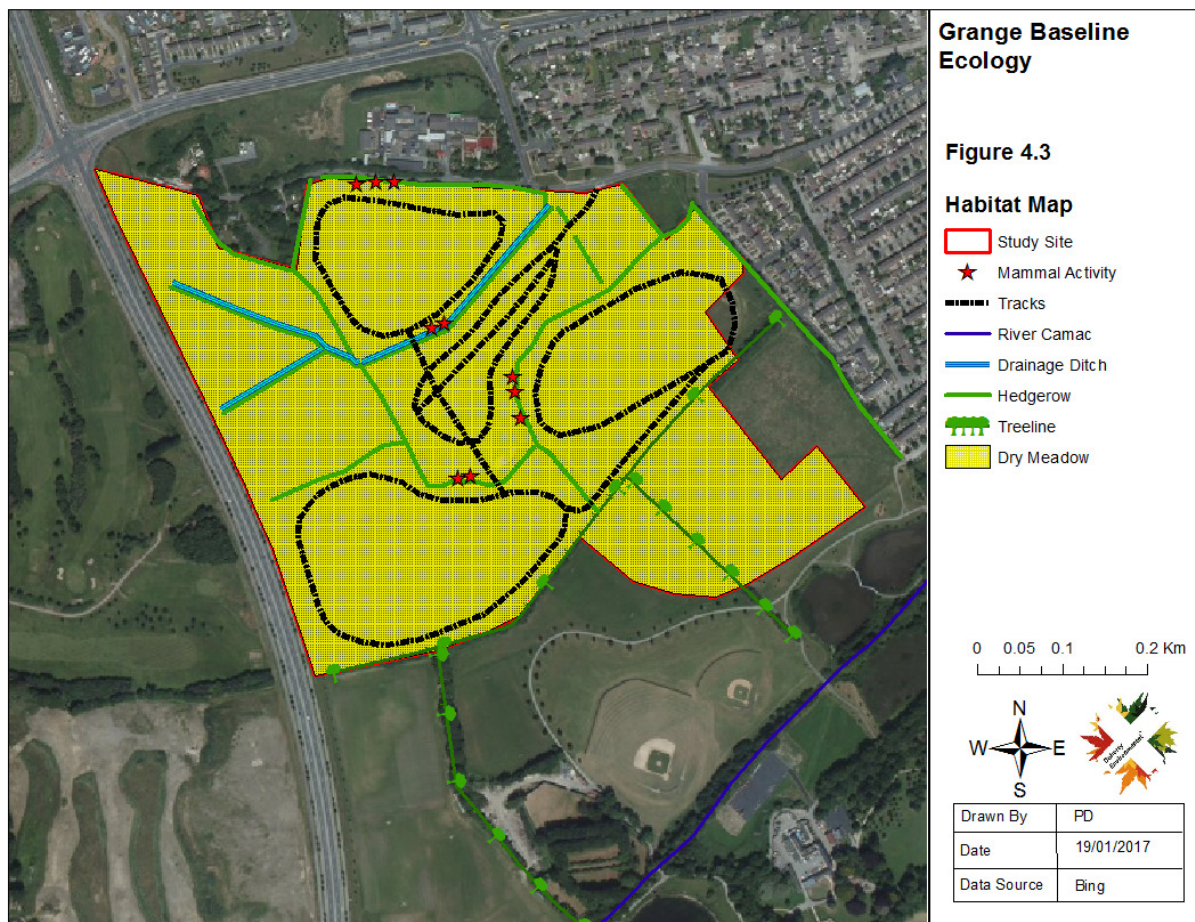 Grange Baseline
Ecology
Figure 4.3
Habitat Map
Study Site
Mammal Activity
Tracks
River Camac
Drainage Ditch
Hedgerow
Treeline
Dry Meadow
0 0.05 0.1 0.2 Km
N
W E
S
Doherty
Environmental
Drawn By PD
Date 19/01/2017
Data Source Bing